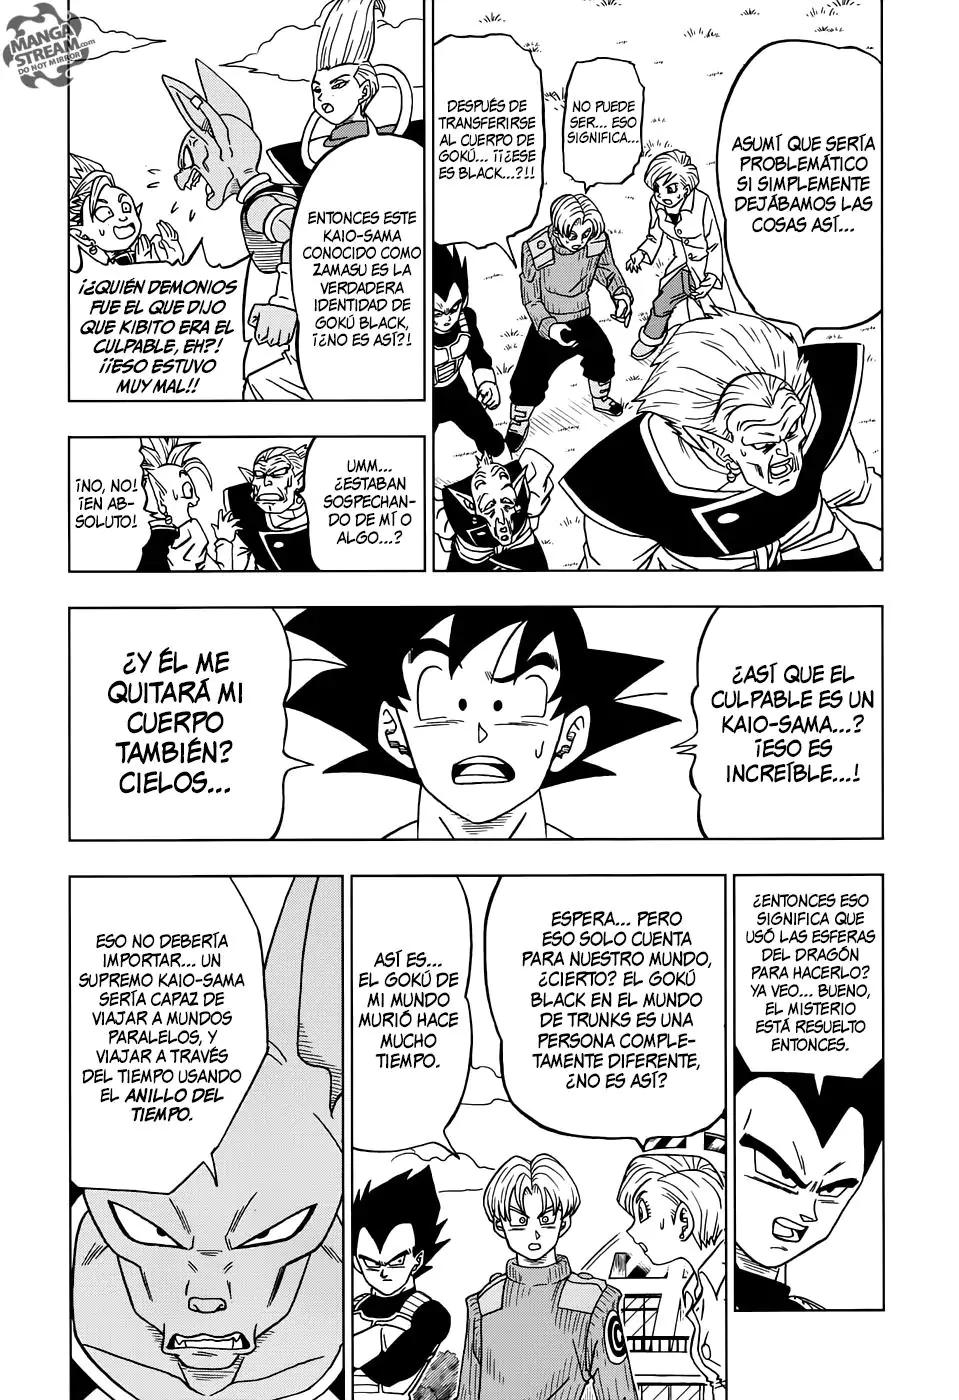 MANGA
STREAM.com
DO NOT MIRROR!
ASUMÍ QUE SERÍA
PROBLEMÁTICO
SI SIMPLEMENTE
DEJÁBAMOS LAS
COSAS ASÍ...
NO PUEDE
SER... ESO
SIGNIFICA...
DESPUÉS DE
TRANSFERIRSE
AL CUERPO DE
GOKÚ... ¡¡¿ESE
ES BLACK...?!!
ENTONCES ESTE
KAIO-SAMA
CONOCIDO COMO
ZAMASU ES LA
VERDADERA
IDENTIDAD DE
GOKÚ BLACK,
¡¿NO ES ASÍ?!
¡¿QUIÉN DEMONIOS
FUE EL QUE DIJO
QUE KIBITO ERA EL
CULPABLE, EH?!
¡¡ESO ESTUVO
MUY MAL!!
UMM...
¿ESTABAN
SOSPECHAN-
DO DE MÍ O
ALGO...?
¡NO, NO!
¡EN AB-
SOLUTO!
¿ASÍ QUE EL
CULPABLE ES UN
KAIO-SAMA...?
¡ESO ES
INCREÍBLE...!
¿Y ÉL ME
QUITARÁ MI
CUERPO
TAMBIÉN?
CIELOS...
¿ENTONCES ESO
SIGNIFICA QUE
USÓ LAS ESFERAS
DEL DRAGÓN
PARA HACERLO?
YA VEO... BUENO,
EL MISTERIO
ESTÁ RESUELTO
ENTONCES.
ESPERA... PERO
ESO SOLO CUENTA
PARA NUESTRO MUNDO,
¿CIERTO? EL GOKÚ
BLACK EN EL MUNDO
DE TRUNKS ES UNA
PERSONA COMPLE-
TAMENTE DIFERENTE,
¿NO ES ASÍ?
ASÍ ES...
EL GOKÚ DE
MI MUNDO
MURIÓ HACE
MUCHO
TIEMPO.
ESO NO DEBERÍA
IMPORTAR... UN
SUPREMO KAIO-SAMA
SERÍA CAPAZ DE
VIAJAR A MUNDOS
PARALELOS, Y
VIAJAR A TRAVÉS
DEL TIEMPO USANDO
EL ANILLO DEL
TIEMPO.